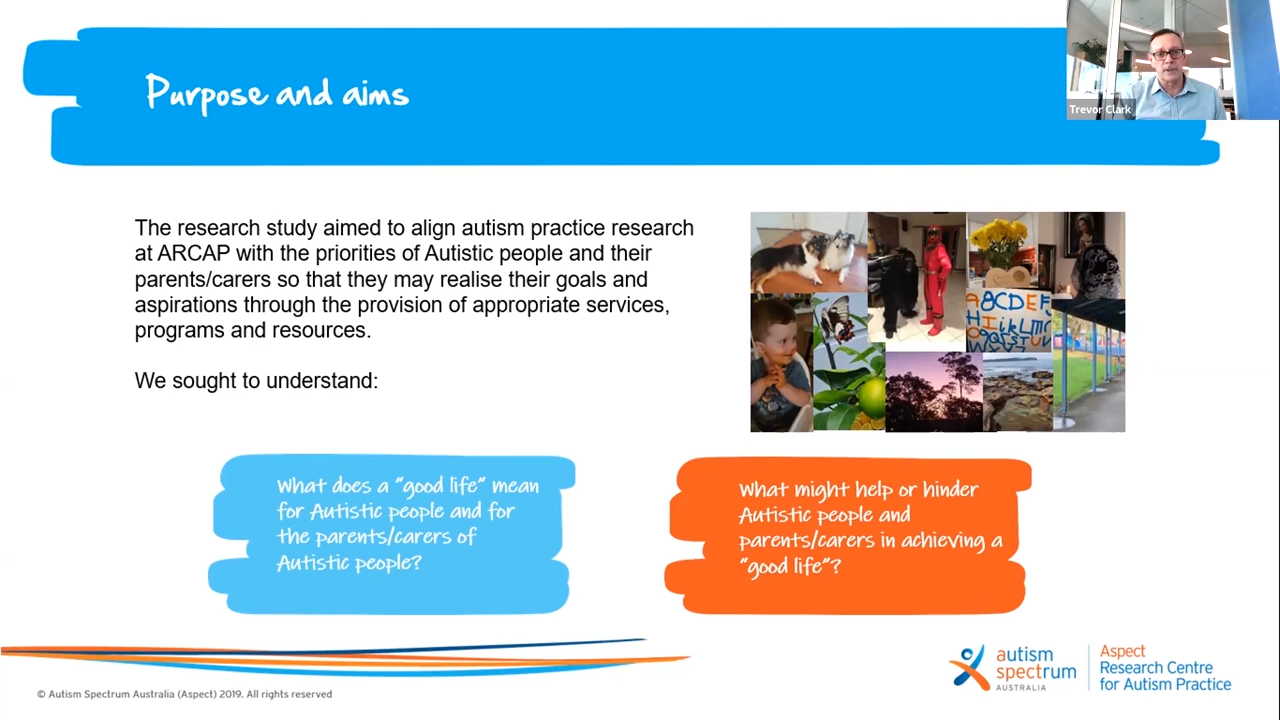 Purpose and aims
Trevor Clark
The research study aimed to align autism practice research
at ARCAP with the priorities of Autistic people and their
parents/carers so that they may realise their goals and
aspirations through the provision of appropriate services,
programs and resources.
We sought to understand:
ABCDEF
What does a "good life" mean
for Autistic people and for
the parents/carers of
Autistic people?
What might help or hinder
Autistic people and
parents/carers in achieving a
"good life"?
autism
spectrum
AUSTRALIA
Aspect
Research Centre
for Autism Practice
© Autism Spectrum Australia (Aspect) 2019. All rights reserved